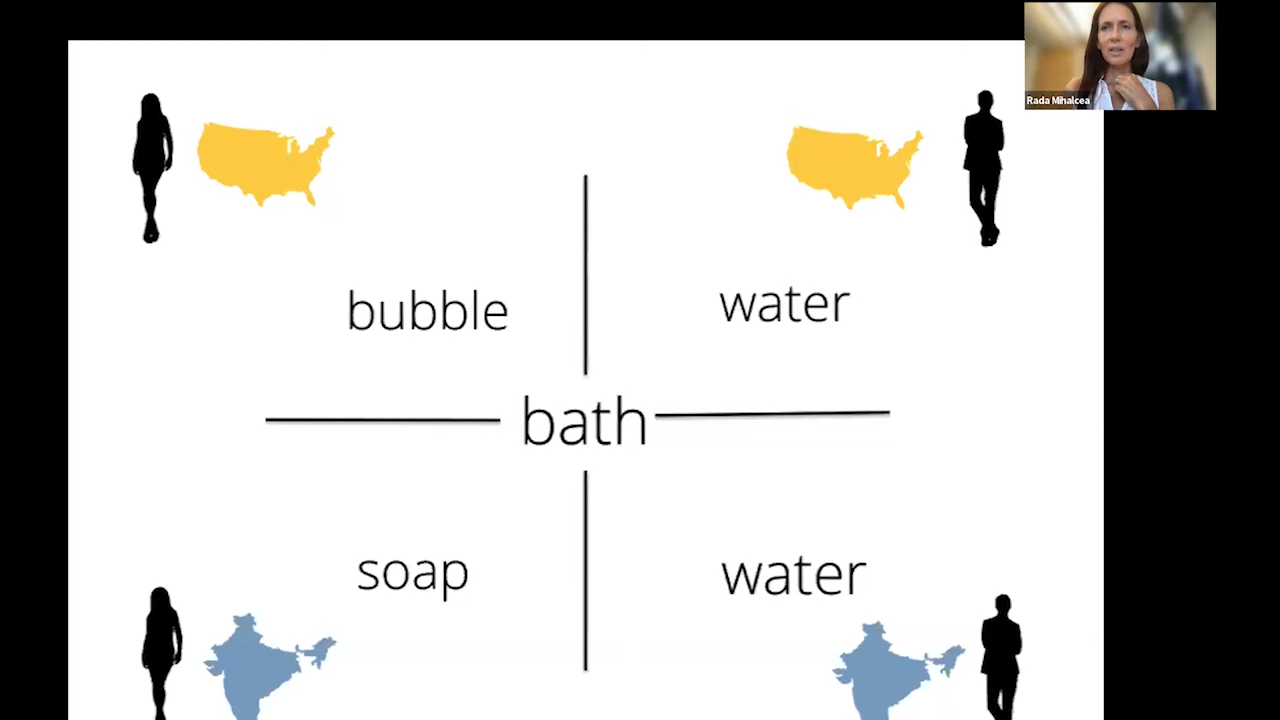 Rada Mihalcea
bubble
water
bath
soap
water